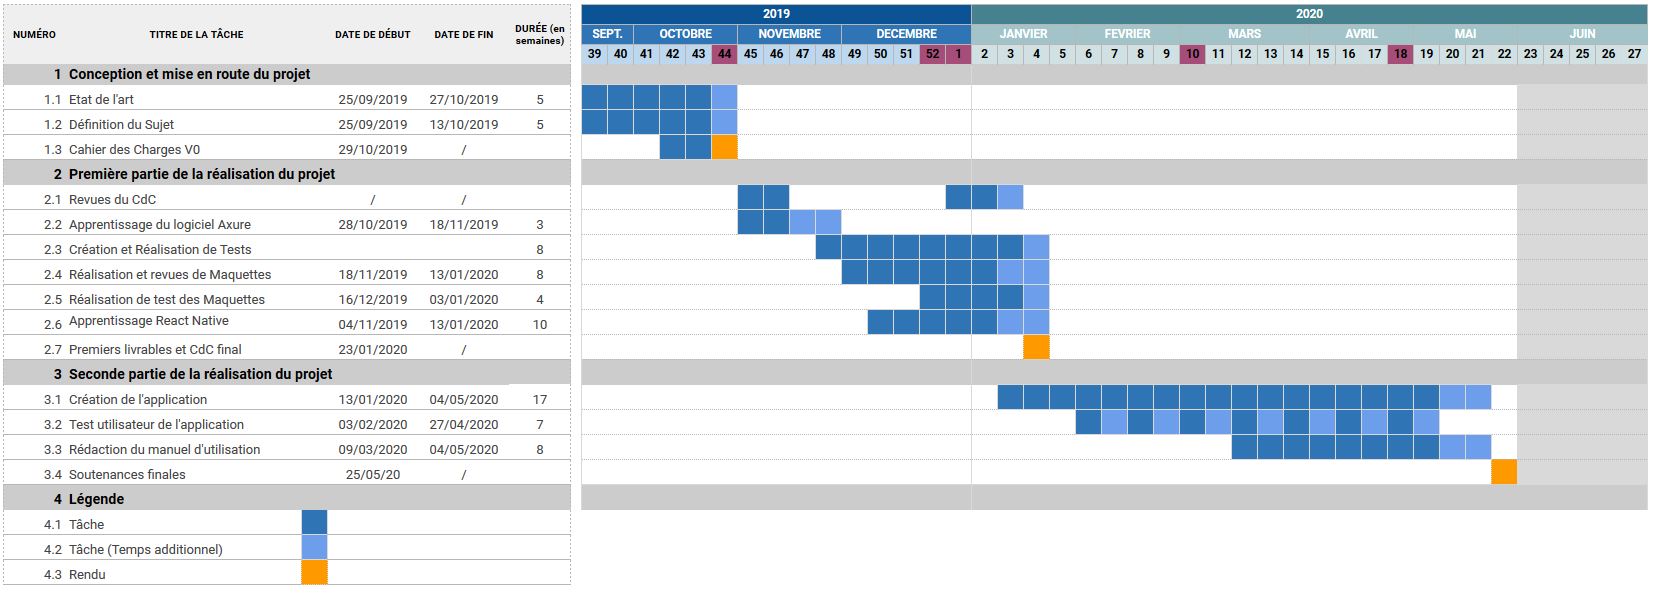 2019 2020
NUMÉRO TITRE DE LA TÂCHE DATE DE DÉBUT DATE DE FIN DURÉE (en semaines) SEPT. OCTOBRE NOVEMBRE DECEMBRE JANVIER FEVRIER MARS AVRIL MAI JUIN
39 40 41 42 43 44 45 46 47 48 49 50 51 52 1 2 3 4 5 6 7 8 9 10 11 12 13 14 15 16 17 18 19 20 21 22 23 24 25 26 27
1 Conception et mise en route du projet
1.1 Etat de l'art 25/09/2019 27/10/2019 5
1.2 Définition du Sujet 25/09/2019 13/10/2019 5
1.3 Cahier des Charges V0 29/10/2019 /
2 Première partie de la réalisation du projet
2.1 Revues du CdC / /
2.2 Apprentissage du logiciel Axure 28/10/2019 18/11/2019 3
2.3 Création et Réalisation de Tests 8
2.4 Réalisation et revues de Maquettes 18/11/2019 13/01/2020 8
2.5 Réalisation de test des Maquettes 16/12/2019 03/01/2020 4
2.6 Apprentissage React Native 04/11/2019 13/01/2020 10
2.7 Premiers livrables et CdC final 23/01/2020 /
3 Seconde partie de la réalisation du projet
3.1 Création de l'application 13/01/2020 04/05/2020 17
3.2 Test utilisateur de l'application 03/02/2020 27/04/2020 7
3.3 Rédaction du manuel d'utilisation 09/03/2020 04/05/2020 8
3.4 Soutenances finales 25/05/20 /
4 Légende
4.1 Tâche
4.2 Tâche (Temps additionnel)
4.3 Rendu